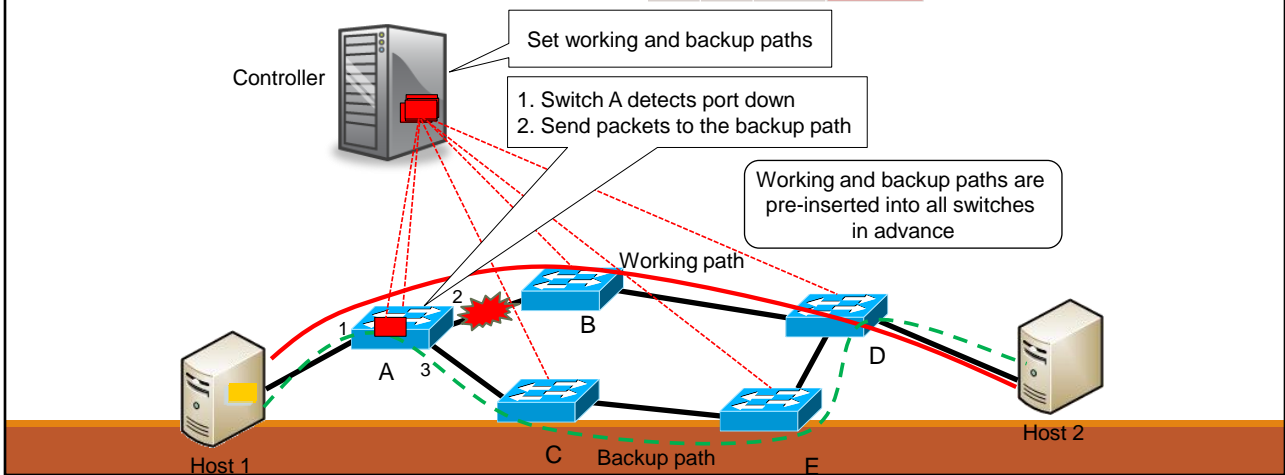 Set working and backup paths
Controller
1. Switch A detects port down
2. Send packets to the backup path
Working and backup paths are
pre-inserted into all switches
in advance
Working path
2
1
B
A
3
D
Host 2
C
Backup path
E
Host 1